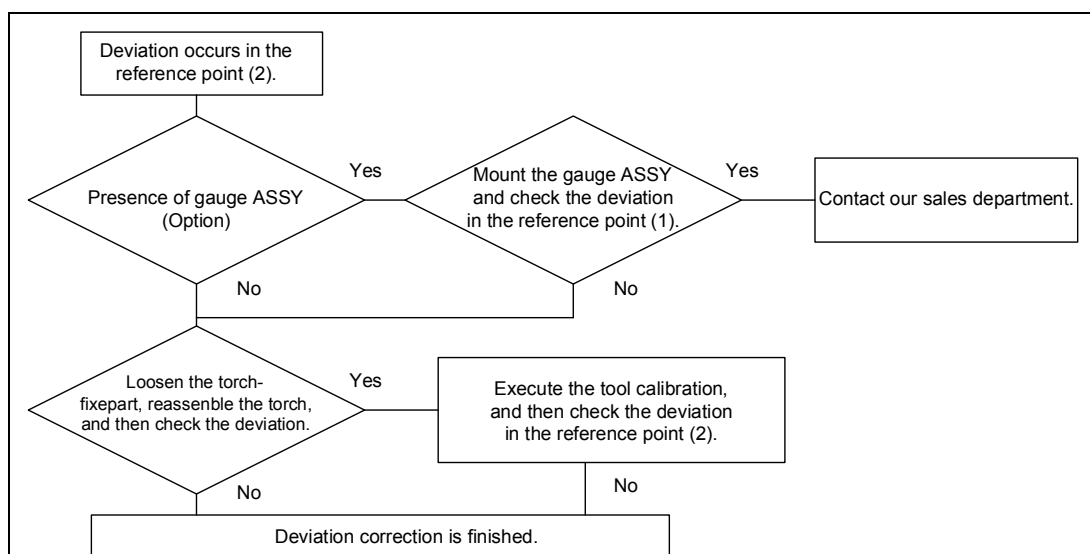 Deviation occurs in the
reference point (2).
Yes
Yes
Presence of gauge ASSY
(Option)
Mount the gauge ASSY
and check the deviation
in the reference point (1).
Contact our sales department.
No
No
Loosen the torch-
fixepart, reassenble the torch,
and then check the deviation.
Yes
Execute the tool calibration,
and then check the deviation
in the reference point (2).
No
No
Deviation correction is finished.